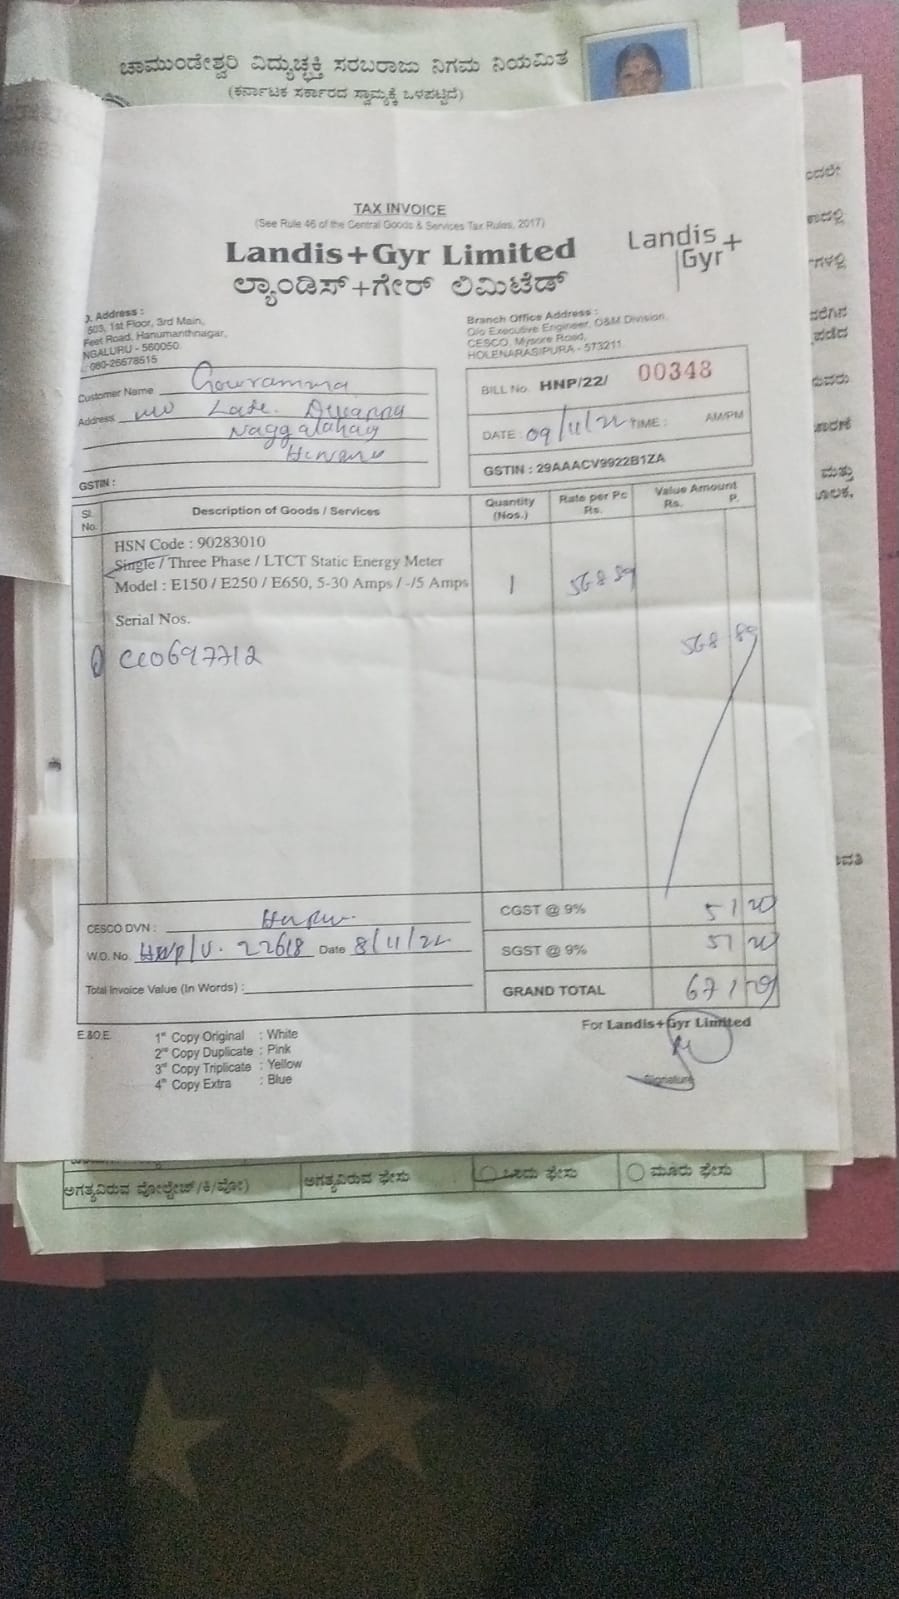 ಚಾಮುಂಡೇಶ್ವರಿ ವಿದ್ಯುಚ್ಛಕ್ತಿ ಸರಬರಾಜು ನಿಗಮ ನಿಯಮಿತ
(ಕರ್ನಾಟಕ ಸರ್ಕಾರದ ಸ್ವಾಮ್ಯಕ್ಕೆ ಒಳಪಟ್ಟಿದೆ)
TAX INVOICE
(See Rule 46 of the Central Goods & Services Tax Rules, 2017)
Landis+Gyr Limited
ಲ್ಯಾಂಡಿಸ್+ಗೇರ್ ಲಿಮಿಟೆಡ್
Landis
Gyr+
. Address :
503, 1st Floor, 3rd Main,
Feet Road, Hanumanthnagar,
NGALURU - 560050
: 080-26678515
Branch Office Address :
O/o Executive Engineer, O&M Division,
CESCO, Mysore Road,
HOLENARASIPURA - 573211
Customer Name Gowramma
Address w/o Late.
GSTIN :
BILL No. HNP/22/ 00348
DATE : 09/11/22 TIME : AM/PM
GSTIN : 29AAACV9922B1ZA
Sl. No. Description of Goods / Services Quantity (Nos.) Rate per Pc Rs. Value Amount Rs. P.
HSN Code : 90283010
Single / Three Phase / LTCT Static Energy Meter
Model : E150 / E250 / E650, 5-30 Amps / -/5 Amps 1 568 89
Serial Nos.
568 89
CGST @ 9% 51 20
CESCO DVN :
SGST @ 9% 51 20
W.O. No. 22618 Date 8/11/22
Total Invoice Value (In Words) :
GRAND TOTAL 671 29
E.&O.E. 1st Copy Original : White
2nd Copy Duplicate : Pink
3rd Copy Triplicate : Yellow
4th Copy Extra : Blue
For Landis+Gyr Limited
Signature
ಅಗತ್ಯವಿರುವ ವೋಲ್ಟೇಜ್/ಕಿ/ವೋ) ಅಗತ್ಯವಿರುವ ಫೇಸು ಒಂದು ಫೇಸು ಮೂರು ಫೇಸು